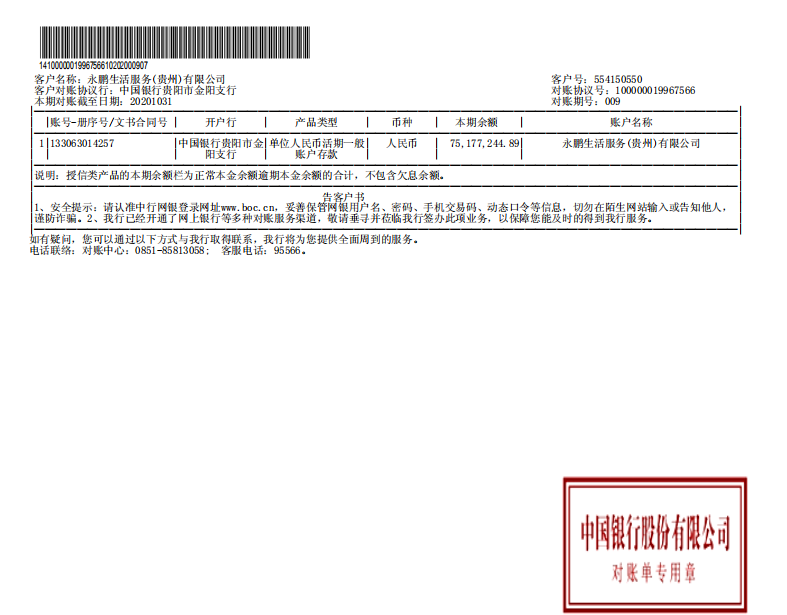 14100000019967566102020​00907
客户名称：永鹏生活服务(贵州)有限公司 客户号：554150550
客户对账协议行：中国银行贵阳市金阳支行 对账协议号：100000019967566
本期对账截至日期：20201031 对账期号：009
账号-册序号/文书合同号 开户行 产品类型 币种 本期余额 账户名称
1 133063014257 中国银行贵阳市金 单位人民币活期一般 人民币 75,177,244.89 永鹏生活服务(贵州)有限公司
阳支行 账户存款
说明：授信类产品的本期余额栏为正常本金余额逾期本金余额的合计，不包含欠息余额。
告客户书
1、安全提示：请认准中行网银登录网址www.boc.cn，妥善保管网银用户名、密码、手机交易码、动态口令等信息，切勿在陌生网站输入或告知他人，
谨防诈骗。2、我行已经开通了网上银行等多种对账服务渠道，敬请垂寻并莅临我行签办此项业务，以保障您能及时的得到我行服务。
如有疑问，您可以通过以下方式与我行取得联系，我行将为您提供全面周到的服务。
电话联络：对账中心：0851-85813058； 客服电话：95566。
中国银行股份有限公司
对账单专用章